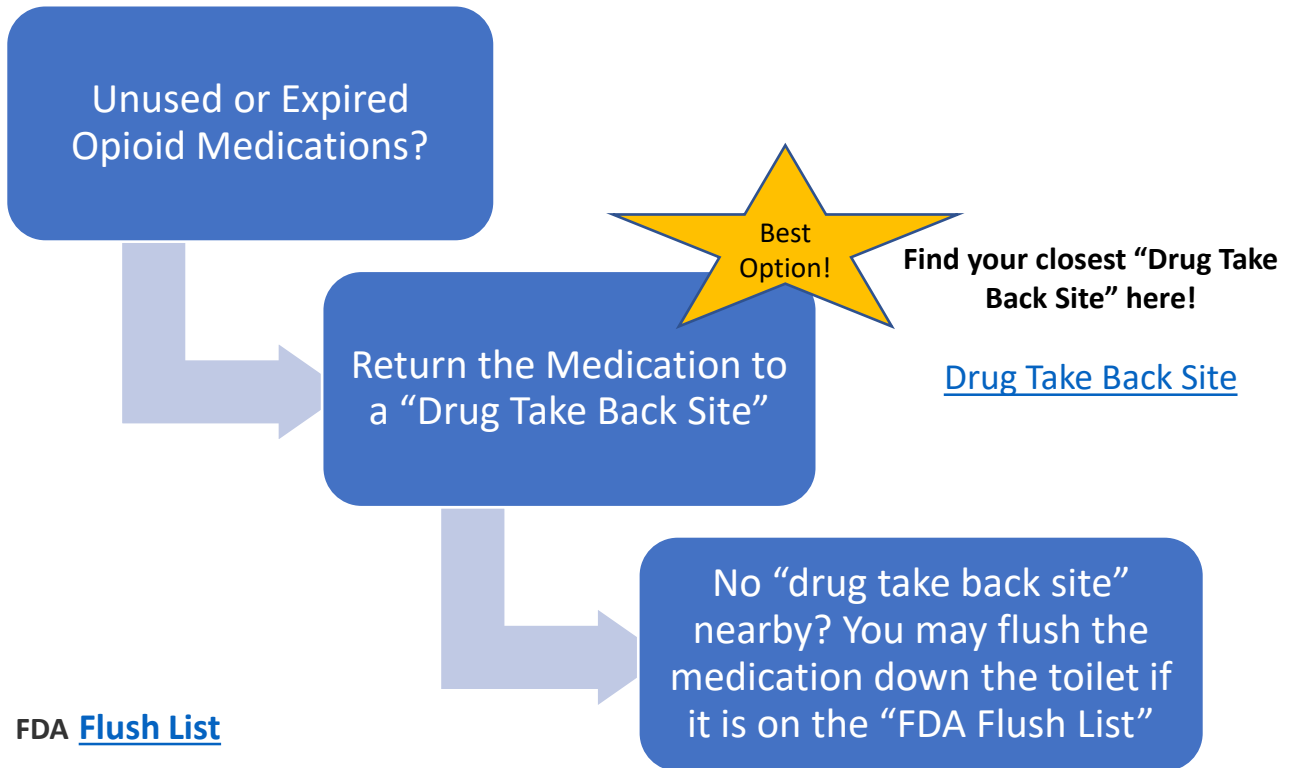 Unused or Expired
Opioid Medications?
Best
Option!
Find your closest “Drug Take
Back Site” here!
Drug Take Back Site
Return the Medication to
a “Drug Take Back Site”
No “drug take back site”
nearby? You may flush the
medication down the toilet if
it is on the “FDA Flush List”
FDA Flush List